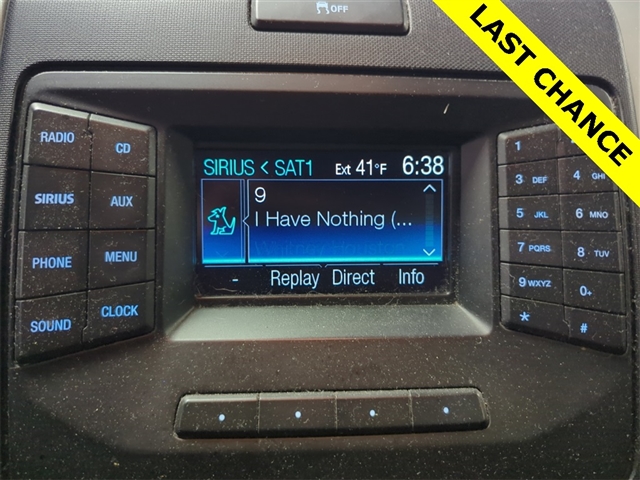 OFF
LAST CHANCE
RADIO
CD
SIRIUS
AUX
PHONE
MENU
SOUND
CLOCK
SIRIUS < SAT1 Ext 41°F 6:38
9
I Have Nothing (...
- Replay Direct Info
1
3 DEF
4 GHI
5 JKL
6 MNO
7 PQRS
8 TUV
9 WXYZ
0+
*
#